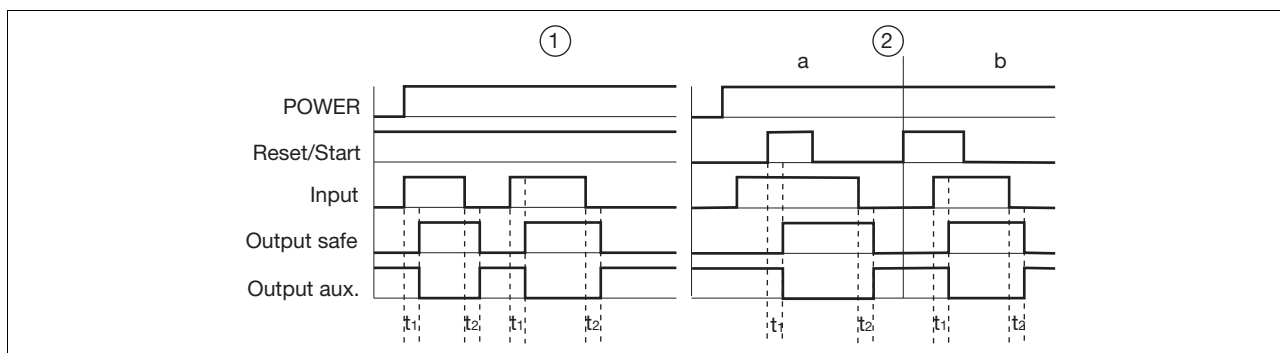 1 2
a b
POWER
Reset/Start
Input
Output safe
Output aux.
t1 t2 t1 t2 t1 t2 t1 t2